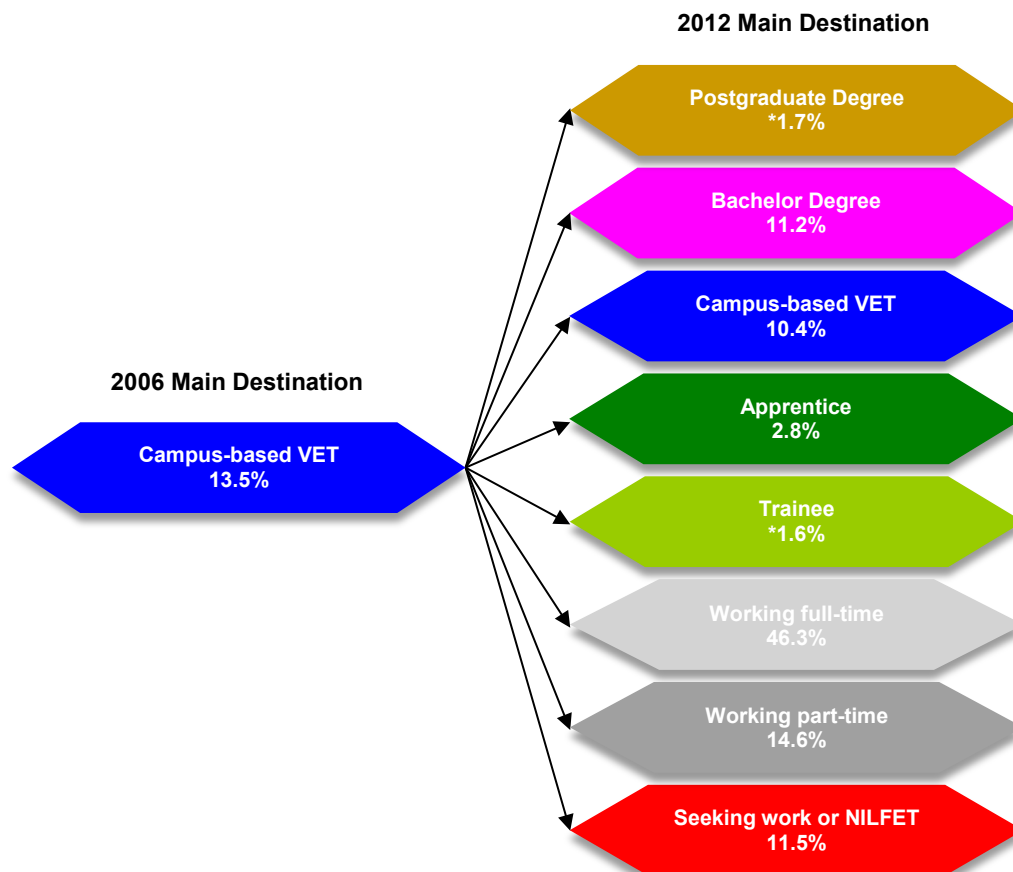 2012 Main Destination
Postgraduate Degree
*1.7%
Bachelor Degree
11.2%
Campus-based VET
10.4%
2006 Main Destination
Apprentice
2.8%
Campus-based VET
13.5%
Trainee
*1.6%
Working full-time
46.3%
Working part-time
14.6%
Seeking work or NILFET
11.5%